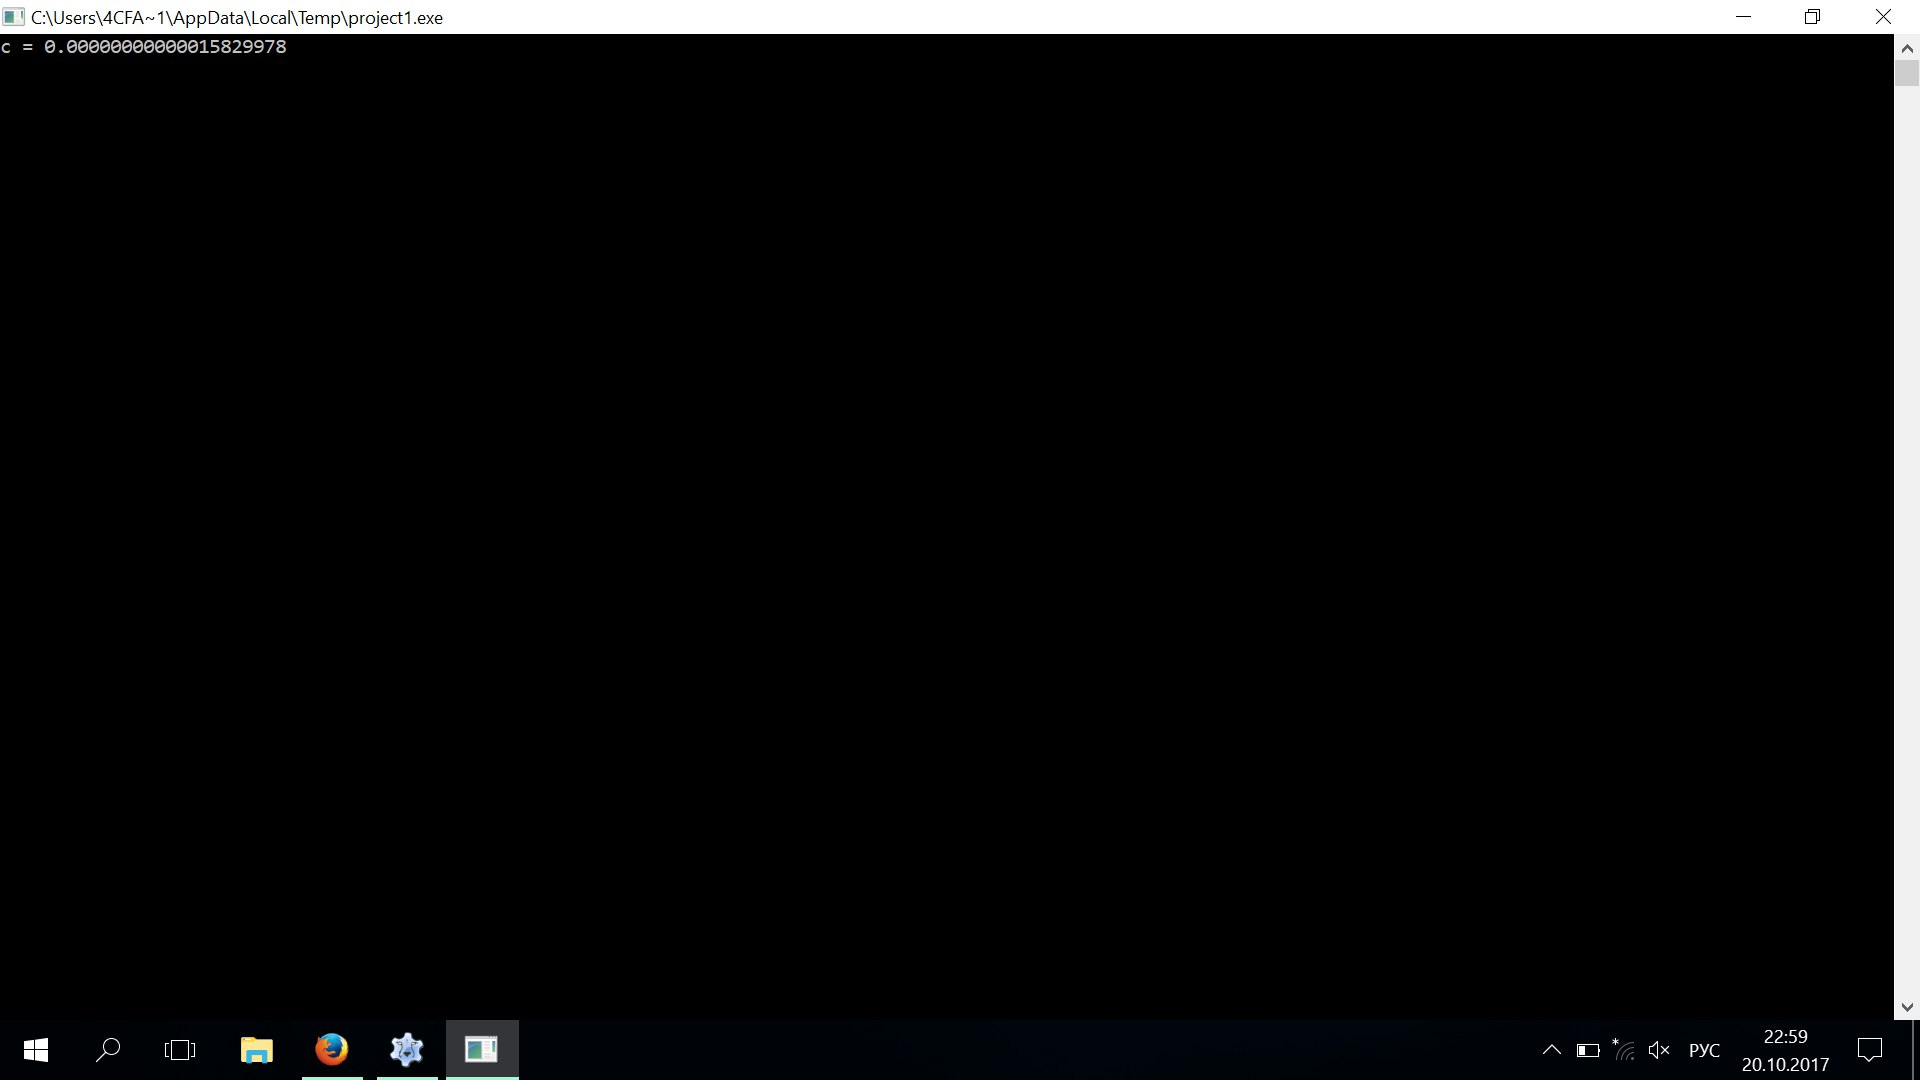 C:\Users\4CFA~1\AppData\Local\Temp\project1.exe
c = 0.00000000000015829978
РУС
22:59
20.10.2017